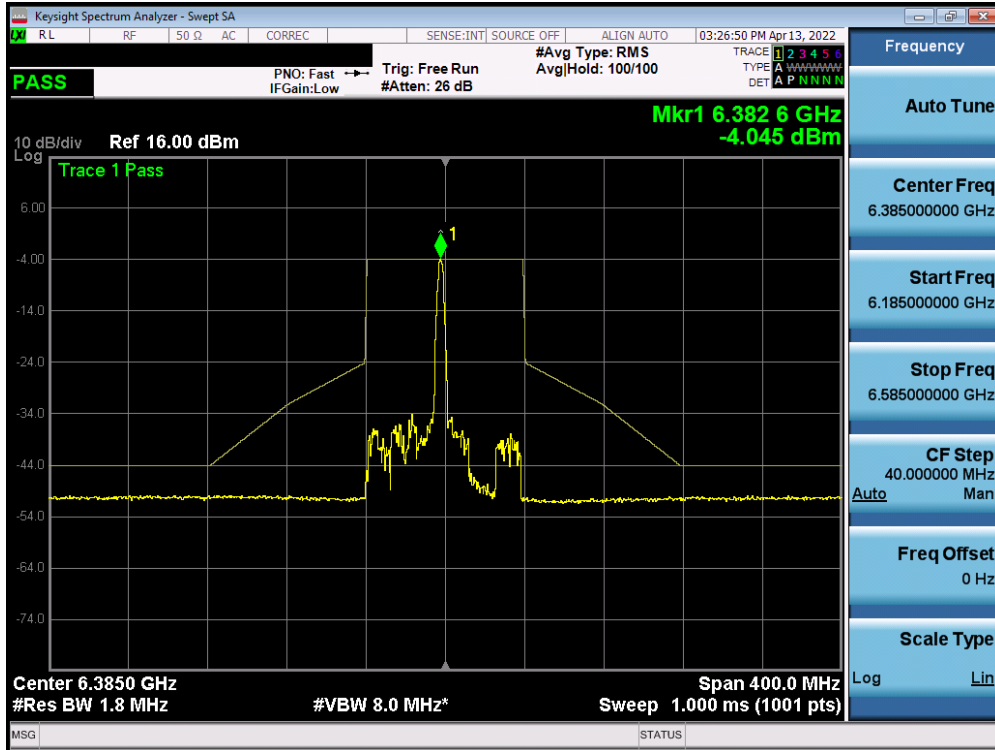 Keysight Spectrum Analyzer - Swept SA
LXI RL RF 50 Ω AC CORREC SENSE:INT SOURCE OFF ALIGN AUTO 03:26:50 PM Apr 13, 2022
PASS
PNO: Fast
IFGain:Low
Trig: Free Run
#Atten: 26 dB
#Avg Type: RMS
Avg|Hold: 100/100
TRACE 1 2 3 4 5 6
TYPE A WWWWW
DET A P N N N N
Mkr1 6.382 6 GHz
-4.045 dBm
10 dB/div Ref 16.00 dBm
Log
Trace 1 Pass
1
6.00
-4.00
-14.0
-24.0
-34.0
-44.0
-54.0
-64.0
-74.0
Center 6.3850 GHz Span 400.0 MHz
#Res BW 1.8 MHz #VBW 8.0 MHz* Sweep 1.000 ms (1001 pts)
MSG STATUS
Frequency
Auto Tune
Center Freq
6.385000000 GHz
Start Freq
6.185000000 GHz
Stop Freq
6.585000000 GHz
CF Step
40.000000 MHz
Auto Man
Freq Offset
0 Hz
Scale Type
Log Lin